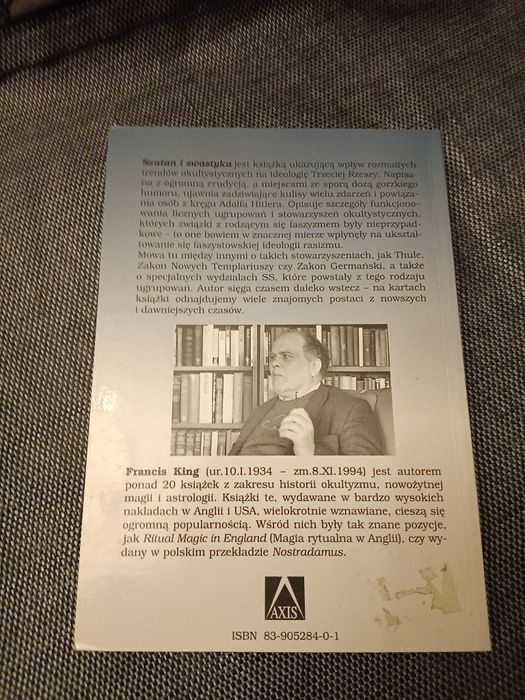 Szatan i swastyka jest książką ukazującą wpływ rozmaitych
trendów okultystycznych na ideologię Trzeciej Rzeszy. Napisa-
na z ogromną erudycją, a miejscami ze sporą dozą gorzkiego
humoru, ujawnia zadziwiające kulisy wielu zdarzeń i powiąza-
nia osób z kręgu Adolfa Hitlera. Opisuje szczegóły funkcjono-
wania licznych ugrupowań i stowarzyszeń okultystycznych,
których związki z rodzącym się faszyzmem były nieprzypad-
kowe – to one bowiem w znacznej mierze wpłynęły na ukształ-
towanie się faszystowskiej ideologii rasizmu.
Mowa tu między innymi o takich stowarzyszeniach, jak Thule,
Zakon Nowych Templariuszy czy Zakon Germański, a także
o specjalnych wydziałach SS, które powstały z tego rodzaju
ugrupowań. Autor sięga czasem daleko wstecz – na kartach
książki odnajdujemy wiele znajomych postaci z nowszych
i dawniejszych czasów.
Francis King (ur.10.I.1934 – zm.8.XI.1994) jest autorem
ponad 20 książek z zakresu historii okultyzmu, nowożytnej
magii i astrologii. Książki te, wydawane w bardzo wysokich
nakładach w Anglii i USA, wielokrotnie wznawiane, cieszą się
ogromną popularnością. Wśród nich były tak znane pozycje,
jak Ritual Magic in England (Magia rytualna w Anglii), czy wy-
dany w polskim przekładzie Nostradamus.
AXIS
ISBN 83-905284-0-1